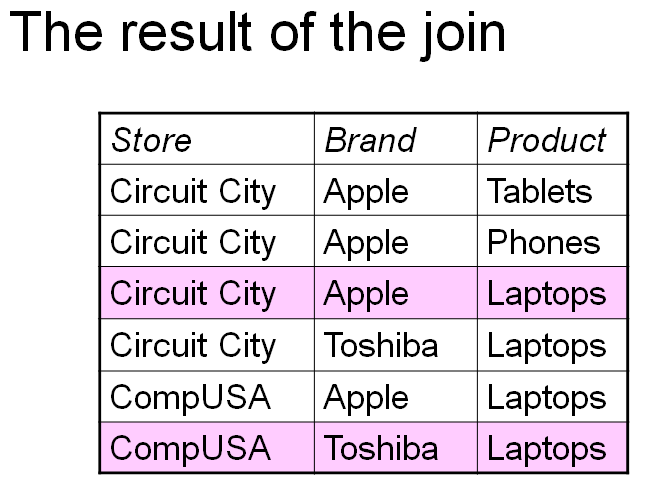 The result of the join
Store Brand Product
Circuit City Apple Tablets
Circuit City Apple Phones
Circuit City Apple Laptops
Circuit City Toshiba Laptops
CompUSA Apple Laptops
CompUSA Toshiba Laptops